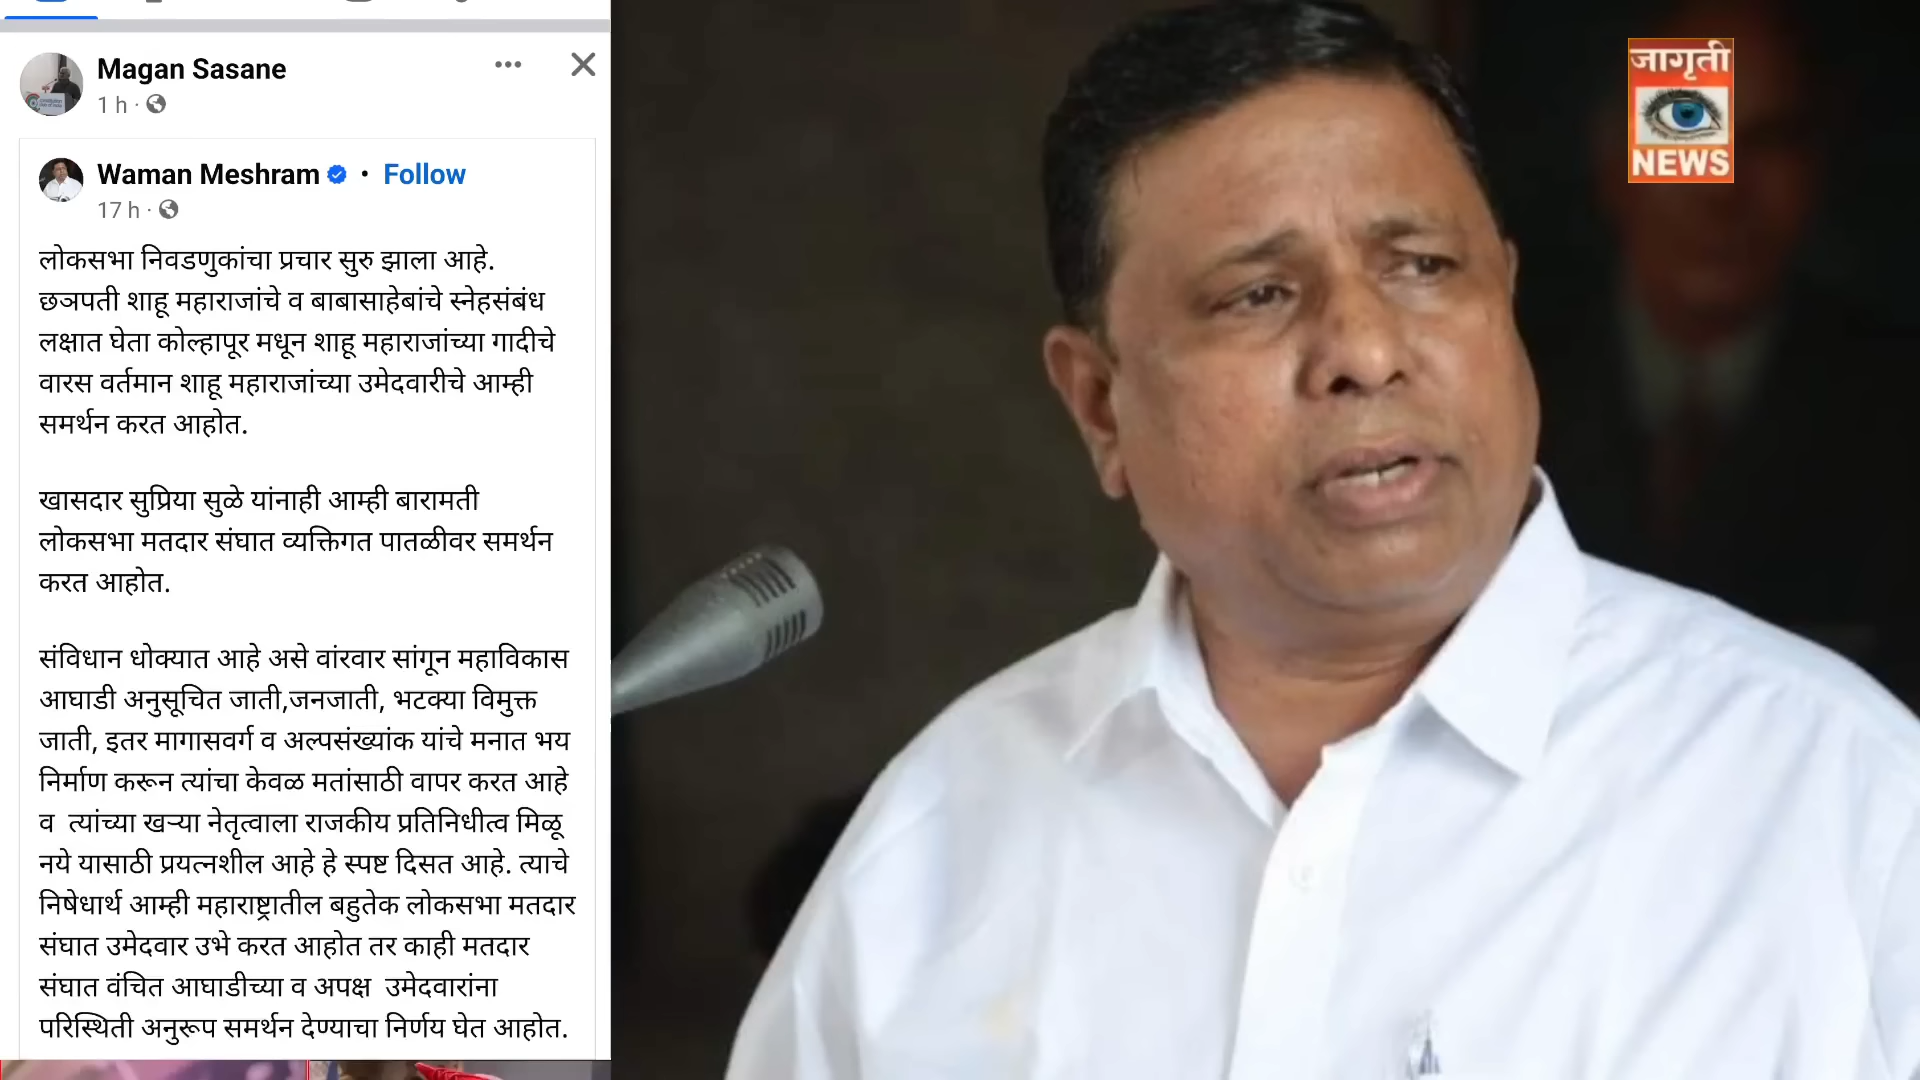 Magan Sasane
1 h ·
Waman Meshram • Follow
17 h ·
लोकसभा निवडणुकांचा प्रचार सुरु झाला आहे.
छञपती शाहू महाराजांचे व बाबासाहेबांचे स्नेहसंबंध
लक्षात घेता कोल्हापूर मधून शाहू महाराजांच्या गादीचे
वारस वर्तमान शाहू महाराजांच्या उमेदवारीचे आम्ही
समर्थन करत आहोत.
खासदार सुप्रिया सुळे यांनाही आम्ही बारामती
लोकसभा मतदार संघात व्यक्तिगत पातळीवर समर्थन
करत आहोत.
संविधान धोक्यात आहे असे वांरवार सांगून महाविकास
आघाडी अनुसूचित जाती,जनजाती, भटक्या विमुक्त
जाती, इतर मागासवर्ग व अल्पसंख्यांक यांचे मनात भय
निर्माण करून त्यांचा केवळ मतांसाठी वापर करत आहे
व त्यांच्या खऱ्या नेतृत्वाला राजकीय प्रतिनिधीत्व मिळू
नये यासाठी प्रयत्नशील आहे हे स्पष्ट दिसत आहे. त्याचे
निषेधार्थ आम्ही महाराष्ट्रातील बहुतेक लोकसभा मतदार
संघात उमेदवार उभे करत आहोत तर काही मतदार
संघात वंचित आघाडीच्या व अपक्ष उमेदवारांना
परिस्थिती अनुरूप समर्थन देण्याचा निर्णय घेत आहोत.
जागृती
NEWS